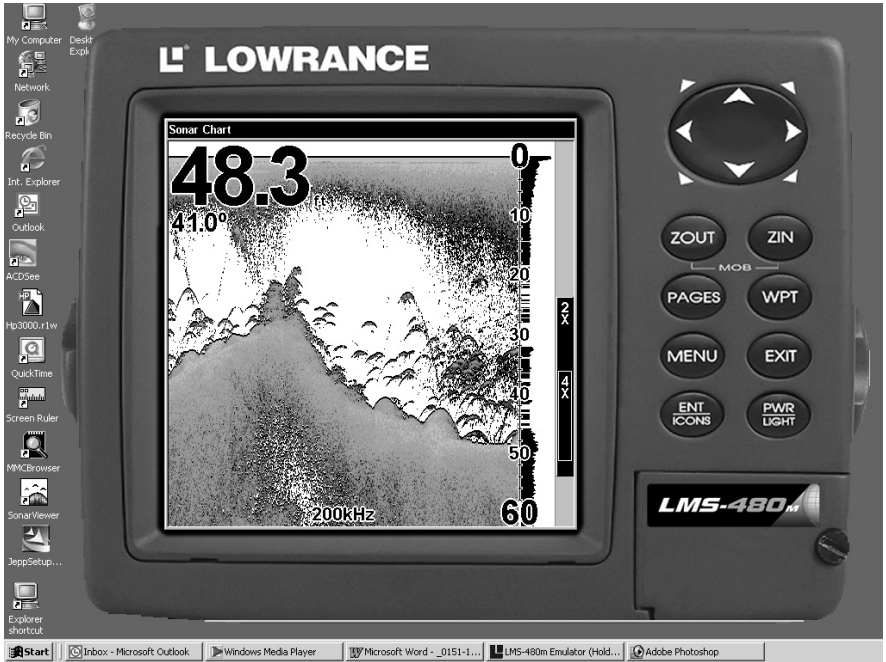 My Computer
Deskt
Expl
Network
Recycle Bin
Int. Explorer
Outlook
ACDSee
HP
Hp3000.r1w
QuickTime
Screen Ruler
MMCBrowser
SonarViewer
JeppSetup...
Explorer
shortcut
LOWRANCE
Sonar Chart
48.3 ft
41.0°
0
10
20
30
40
50
60
200kHz
2X
4X
ZOUT
ZIN
MOB
PAGES
WPT
MENU
EXIT
ENT
ICONS
PWR
LIGHT
LMS-480M
Start
Inbox - Microsoft Outlook
Windows Media Player
Microsoft Word - _0151-1...
LMS-480m Emulator (Hold...
Adobe Photoshop